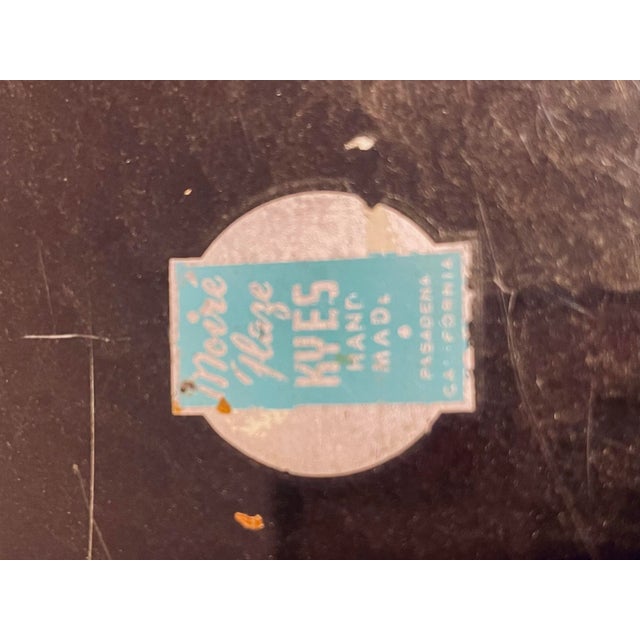 Moiré
Glaze
KYES
HAND
MADE
PASADENA
CALIFORNIA